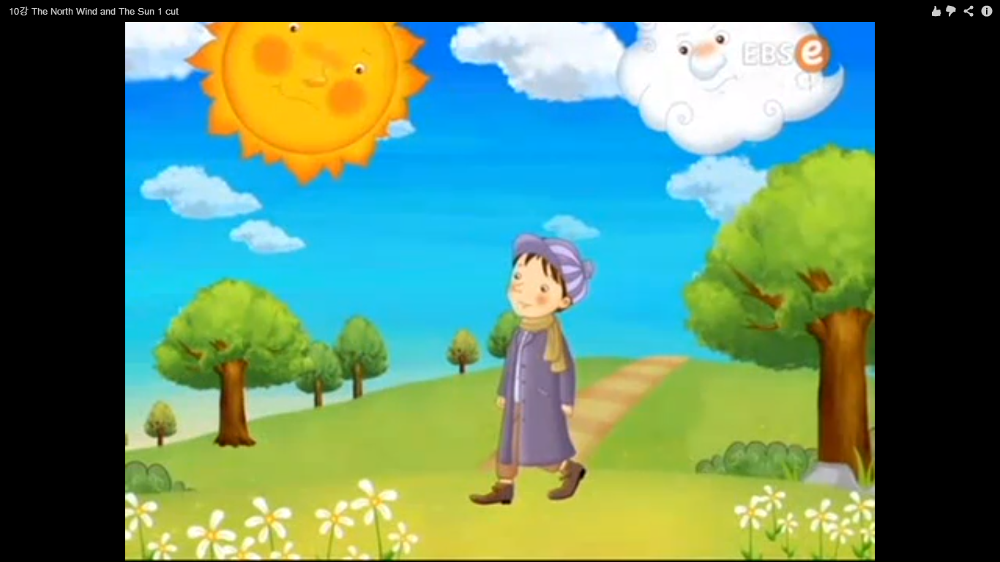 10강 The North Wind and The Sun 1 cut
EBS e